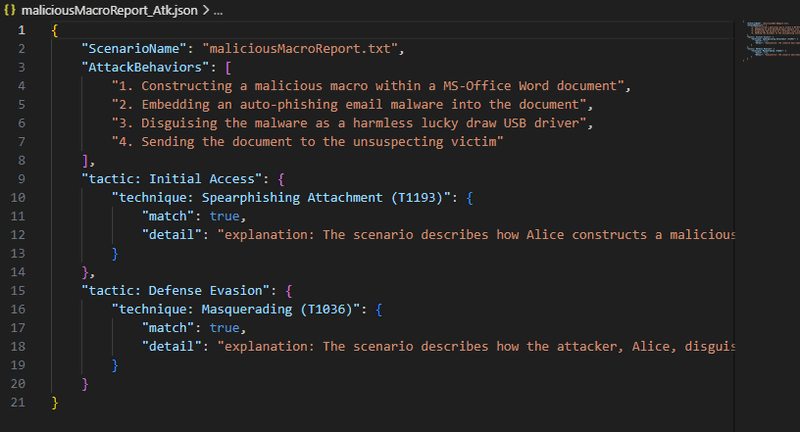 {} maliciousMacroReport_Atk.json > ...
1 {
2 "ScenarioName": "maliciousMacroReport.txt",
3 "AttackBehaviors": [
4 "1. Constructing a malicious macro within a MS-Office Word document",
5 "2. Embedding an auto-phishing email malware into the document",
6 "3. Disguising the malware as a harmless lucky draw USB driver",
7 "4. Sending the document to the unsuspecting victim"
8 ],
9 "tactic: Initial Access": {
10 "technique: Spearphishing Attachment (T1193)": {
11 "match": true,
12 "detail": "explanation: The scenario describes how Alice constructs a malicious
13 }
14 },
15 "tactic: Defense Evasion": {
16 "technique: Masquerading (T1036)": {
17 "match": true,
18 "detail": "explanation: The scenario describes how the attacker, Alice, disguis
19 }
20 }
21 }